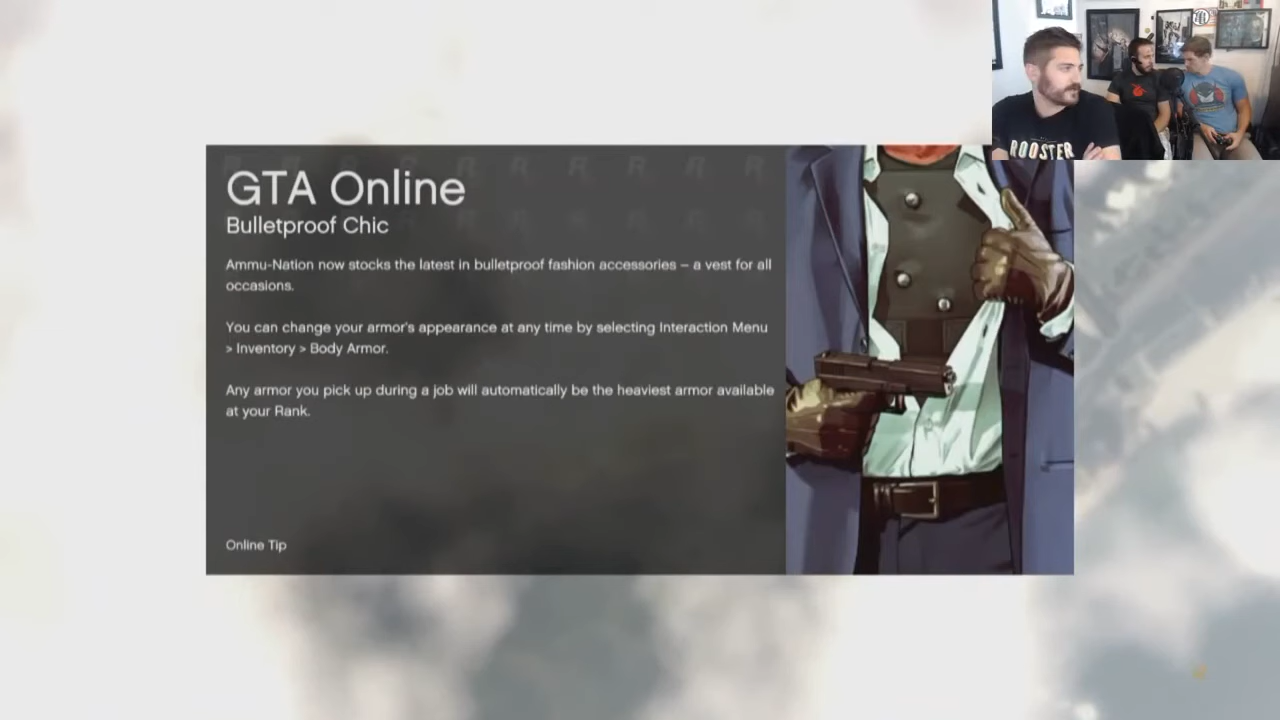 GTA Online
Bulletproof Chic
Ammu-Nation now stocks the latest in bulletproof fashion accessories – a vest for all
occasions.
You can change your armor's appearance at any time by selecting Interaction Menu
> Inventory > Body Armor.
Any armor you pick up during a job will automatically be the heaviest armor available
at your Rank.
Online Tip
ROOSTER